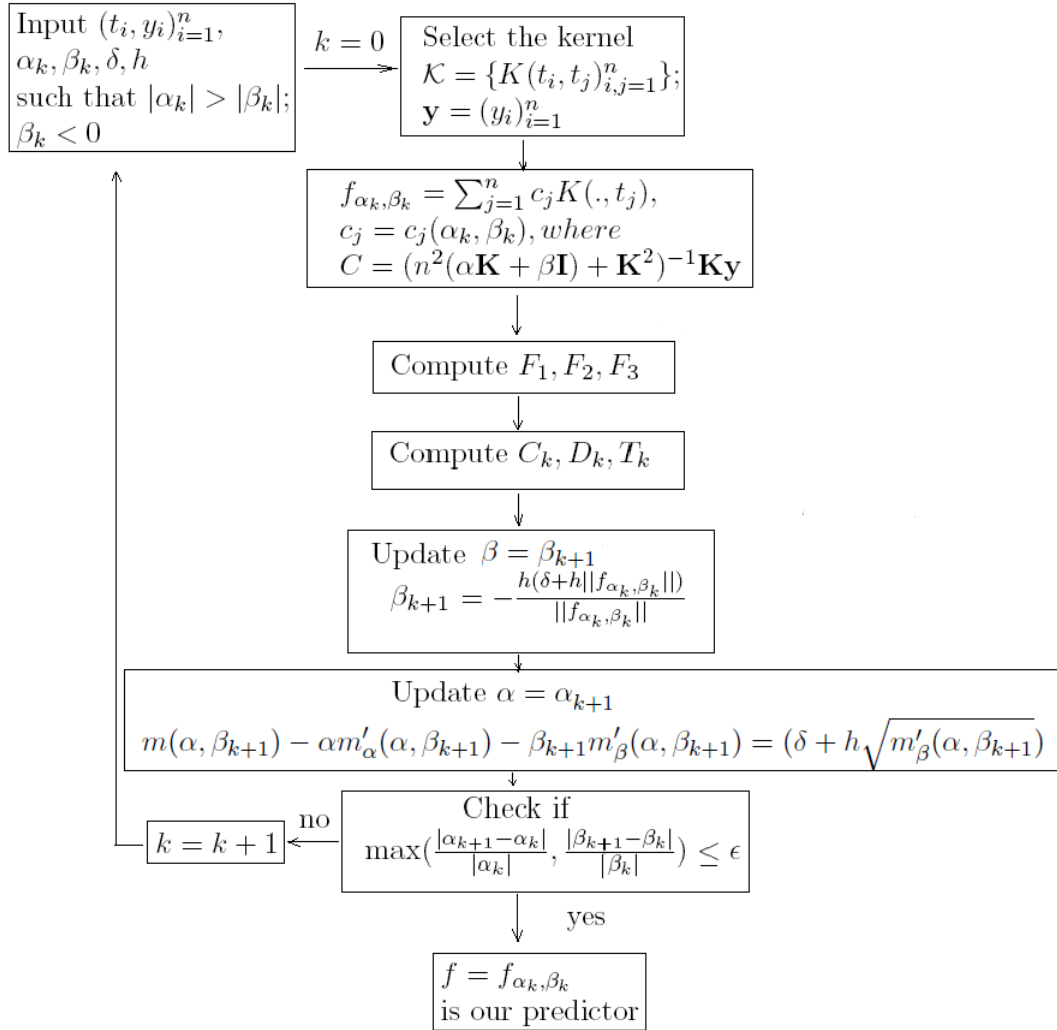 Input $(t_i, y_i)_{i=1}^n$,
$\alpha_k, \beta_k, \delta, h$
such that $|\alpha_k| > |\beta_k|$;
$\beta_k < 0$
$k = 0$
Select the kernel
$\mathcal{K} = \{K(t_i, t_j)_{i,j=1}^n\}$;
$\mathbf{y} = (y_i)_{i=1}^n$
$f_{\alpha_k,\beta_k} = \sum_{j=1}^n c_j K(., t_j)$,
$c_j = c_j(\alpha_k, \beta_k), where$
$C = (n^2(\alpha\mathbf{K} + \beta\mathbf{I}) + \mathbf{K}^2)^{-1}\mathbf{K}\mathbf{y}$
Compute $F_1, F_2, F_3$
Compute $C_k, D_k, T_k$
Update $\beta = \beta_{k+1}$
$\beta_{k+1} = -\frac{h(\delta+h||f_{\alpha_k,\beta_k}||)}{||f_{\alpha_k,\beta_k}||}$
Update $\alpha = \alpha_{k+1}$
$m(\alpha, \beta_{k+1}) - \alpha m'_\alpha(\alpha, \beta_{k+1}) - \beta_{k+1} m'_\beta(\alpha, \beta_{k+1}) = (\delta + h\sqrt{m'_\beta(\alpha, \beta_{k+1})}$
Check if
$\max(\frac{|\alpha_{k+1}-\alpha_k|}{|\alpha_k|}, \frac{|\beta_{k+1}-\beta_k|}{|\beta_k|}) \leq \epsilon$
no
$k = k + 1$
yes
$f = f_{\alpha_k,\beta_k}$
is our predictor